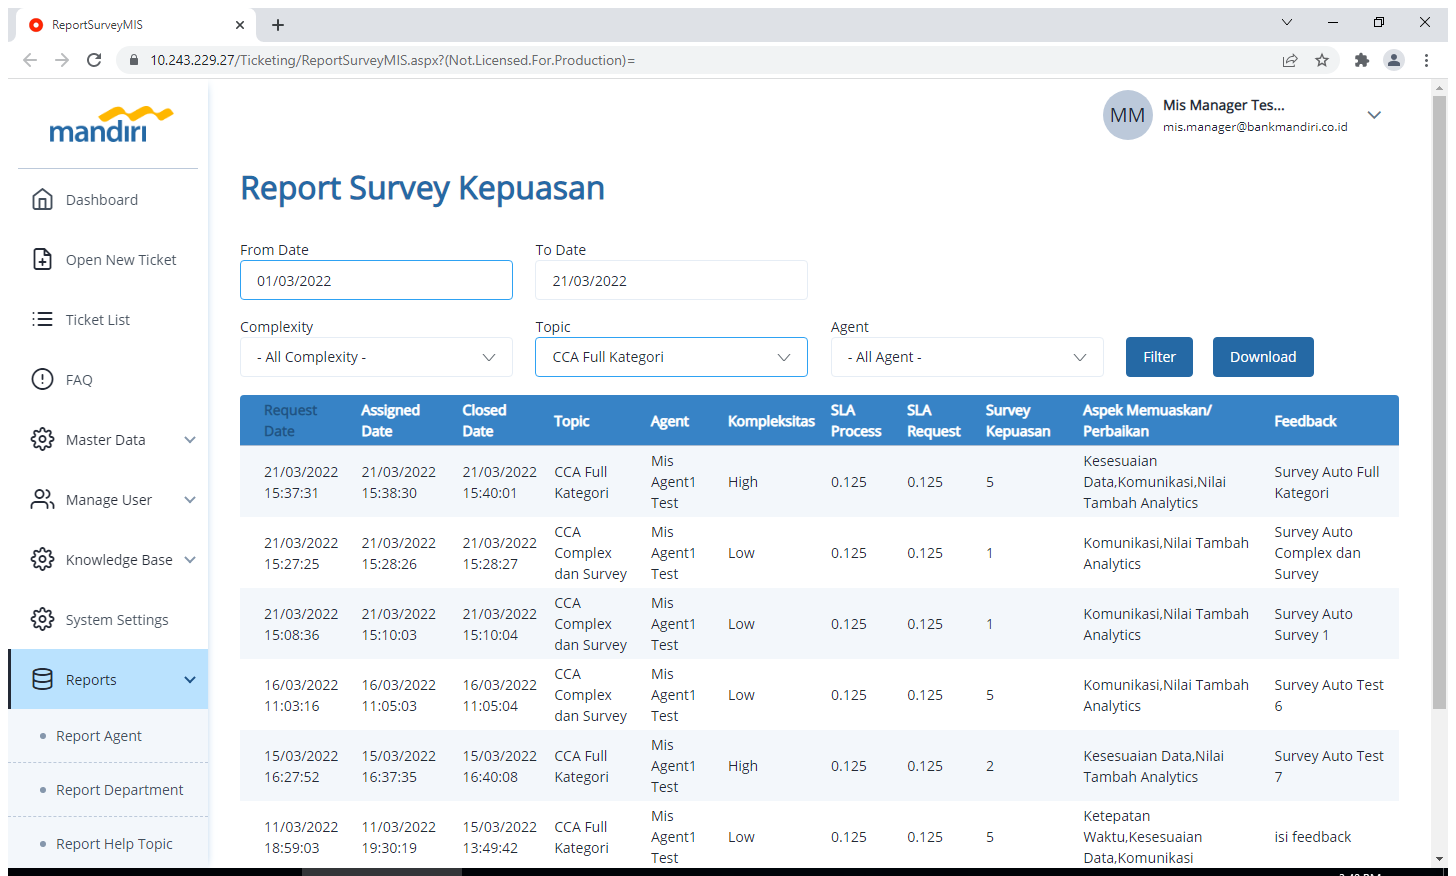 ReportSurveyMIS
10.243.229.27/Ticketing/ReportSurveyMIS.aspx?(Not.Licensed.For.Production)=
mandiri
MM
Mis Manager Tes...
mis.manager@bankmandiri.co.id
Dashboard
Open New Ticket
Ticket List
FAQ
Master Data
Manage User
Knowledge Base
System Settings
Reports
Report Agent
Report Department
Report Help Topic
Report Survey Kepuasan
From Date
To Date
01/03/2022
21/03/2022
Complexity
Topic
Agent
- All Complexity -
CCA Full Kategori
- All Agent -
Filter
Download
Request Date
Assigned Date
Closed Date
Topic
Agent
Kompleksitas
SLA Process
SLA Request
Survey Kepuasan
Aspek Memuaskan/ Perbaikan
Feedback
21/03/2022 15:37:31
21/03/2022 15:38:30
21/03/2022 15:40:01
CCA Full Kategori
Mis Agent1 Test
High
0.125
0.125
5
Kesesuaian Data,Komunikasi,Nilai Tambah Analytics
Survey Auto Full Kategori
21/03/2022 15:27:25
21/03/2022 15:28:26
21/03/2022 15:28:27
CCA Complex dan Survey
Mis Agent1 Test
Low
0.125
0.125
1
Komunikasi,Nilai Tambah Analytics
Survey Auto Complex dan Survey
21/03/2022 15:08:36
21/03/2022 15:10:03
21/03/2022 15:10:04
CCA Complex dan Survey
Mis Agent1 Test
Low
0.125
0.125
1
Komunikasi,Nilai Tambah Analytics
Survey Auto Survey 1
16/03/2022 11:03:16
16/03/2022 11:05:03
16/03/2022 11:05:04
CCA Complex dan Survey
Mis Agent1 Test
Low
0.125
0.125
5
Komunikasi,Nilai Tambah Analytics
Survey Auto Test 6
15/03/2022 16:27:52
15/03/2022 16:37:35
15/03/2022 16:40:08
CCA Full Kategori
Mis Agent1 Test
High
0.125
0.125
2
Kesesuaian Data,Nilai Tambah Analytics
Survey Auto Test 7
11/03/2022 18:59:03
11/03/2022 19:30:19
15/03/2022 13:49:42
CCA Full Kategori
Mis Agent1 Test
Low
0.125
0.125
5
Ketepatan Waktu,Kesesuaian Data,Komunikasi
isi feedback